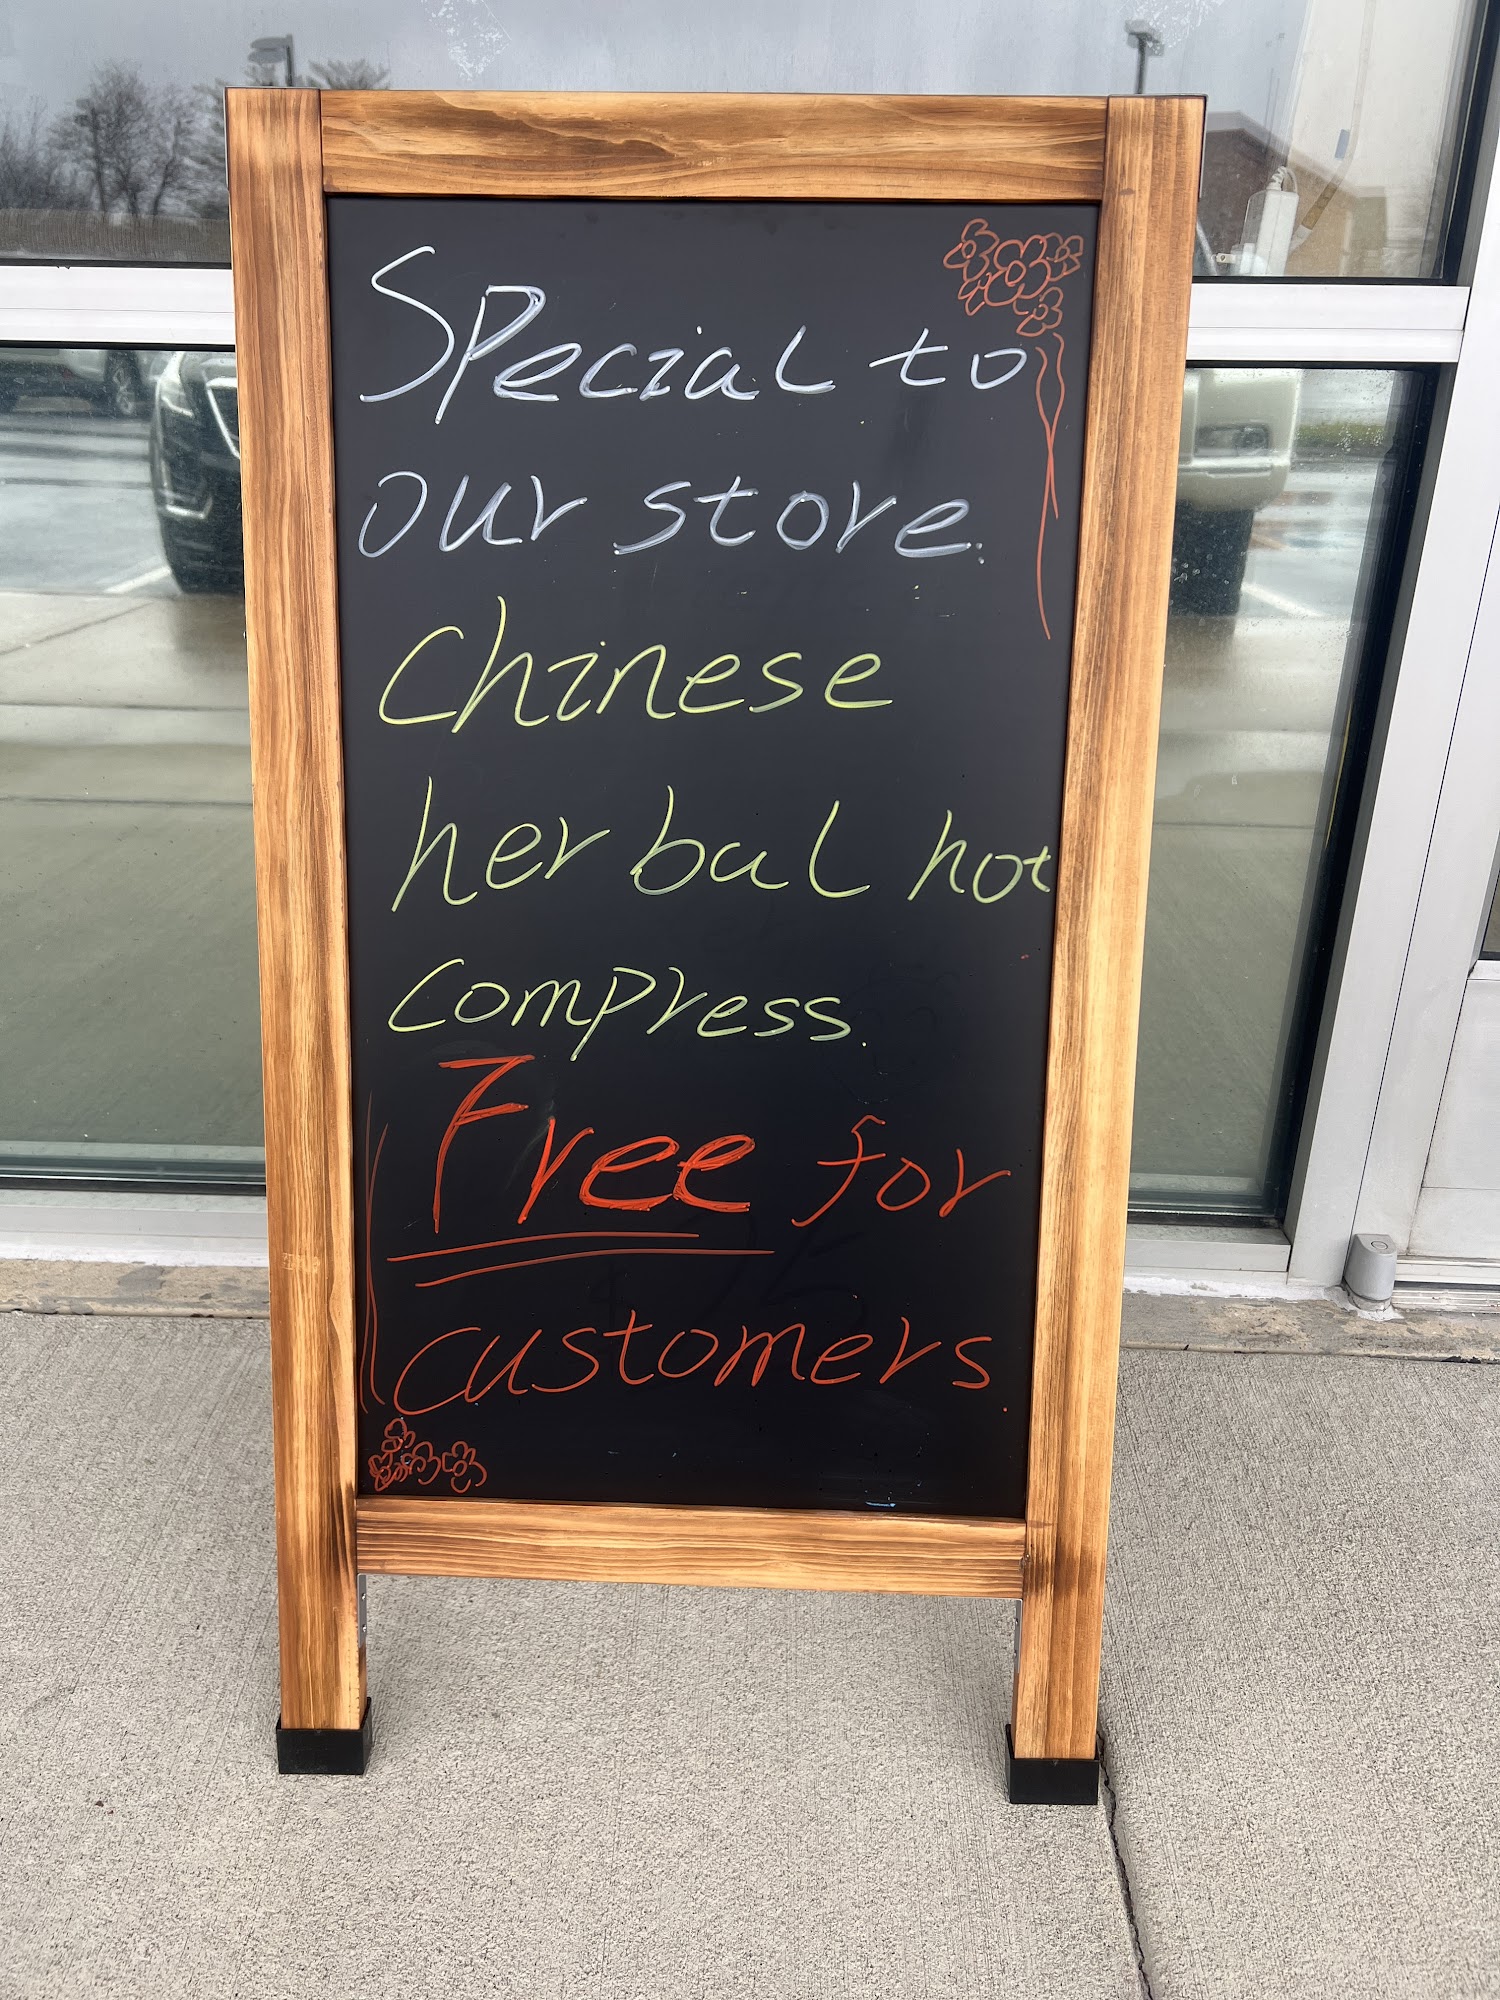 Special to
our store.
Chinese
herbal hot
compress.
Free for
customers.